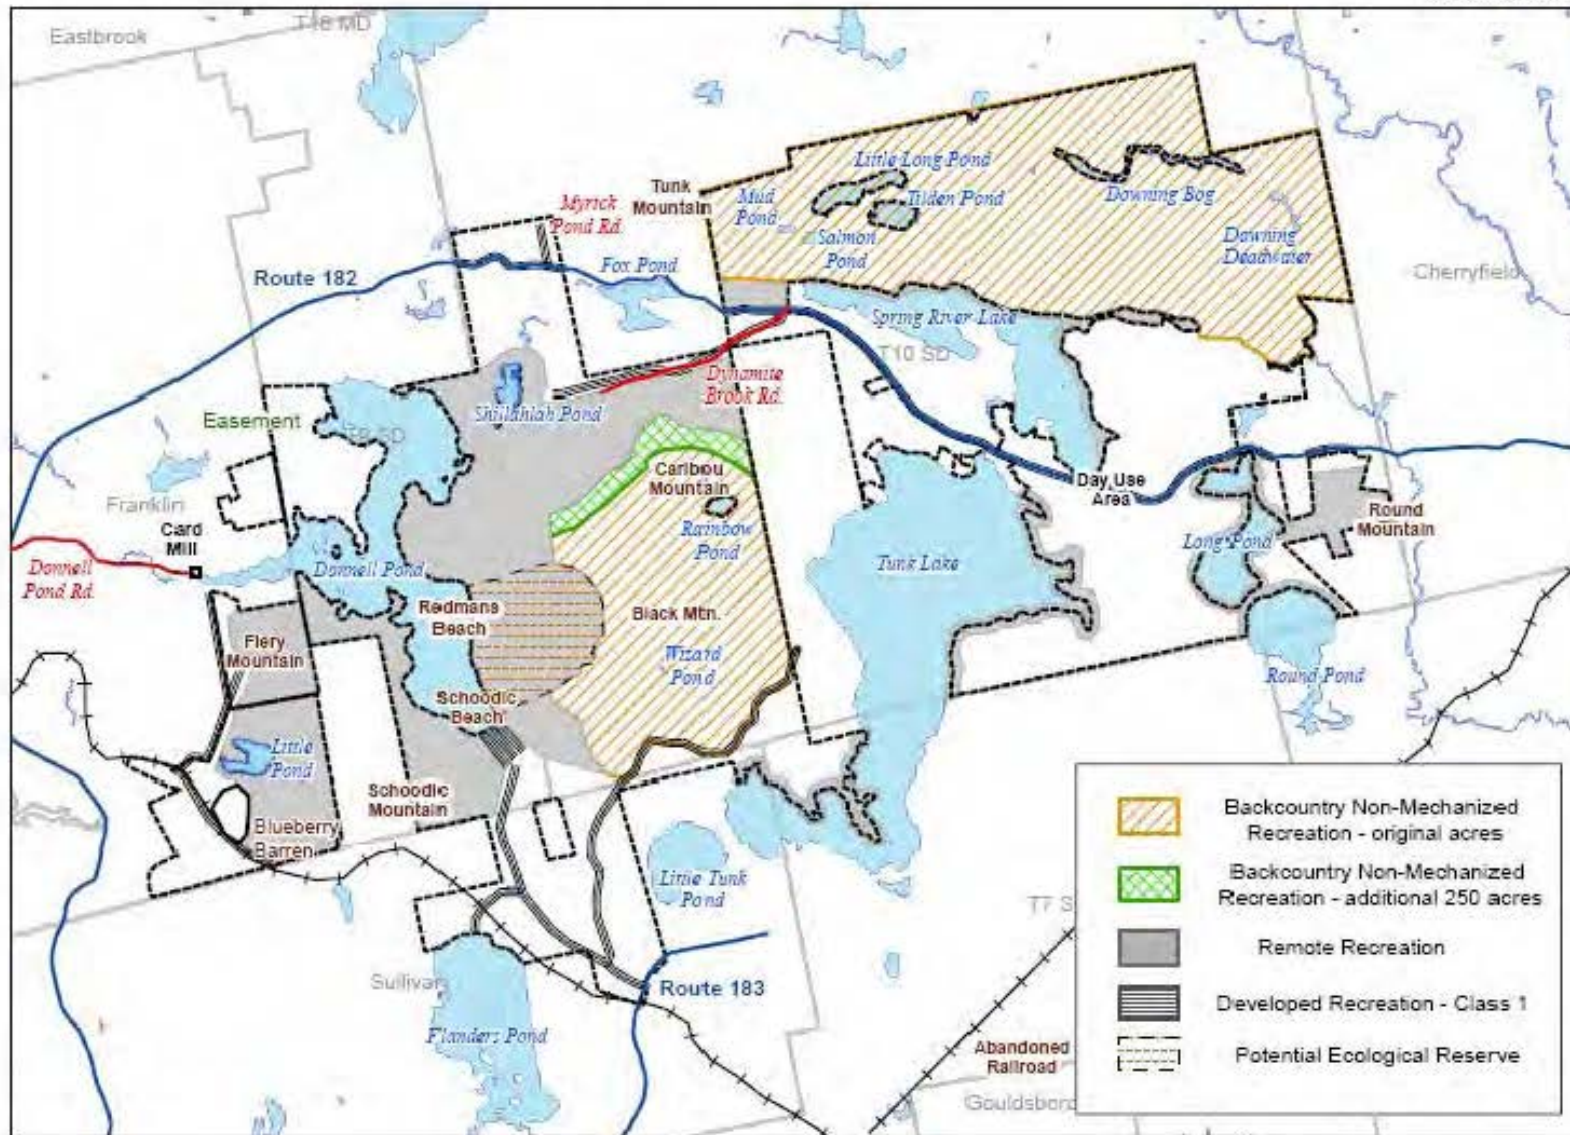 Eastbrook
T16 MD
Tunk
Mountain
Myrick
Pond Rd.
Mud
Pond
Little Long Pond
Tilden Pond
Salmon
Pond
Downing Bog
Downing
Deadwater
Cherryfield
Route 182
Fox Pond
Spring River Lake
T10 SD
Dynamite
Brook Rd.
Shillahlah Pond
Easement
T9 SD
Franklin
Card
Mill
Donnell
Pond Rd.
Donnell Pond
Caribou
Mountain
Rainbow
Pond
Day Use
Area
Round
Mountain
Long Pond
Tunk Lake
Redmans
Beach
Black Mtn.
Wizard
Pond
Flery
Mountain
Schoodic
Beach
Round Pond
Little
Pond
Schoodic
Mountain
Blueberry
Barren
Little Tunk
Pond
T7 S
Sullivan
Route 183
Flanders Pond
Abandoned
Railroad
Gouldsboro
Backcountry Non-Mechanized
Recreation - original acres
Backcountry Non-Mechanized
Recreation - additional 250 acres
Remote Recreation
Developed Recreation - Class 1
Potential Ecological Reserve